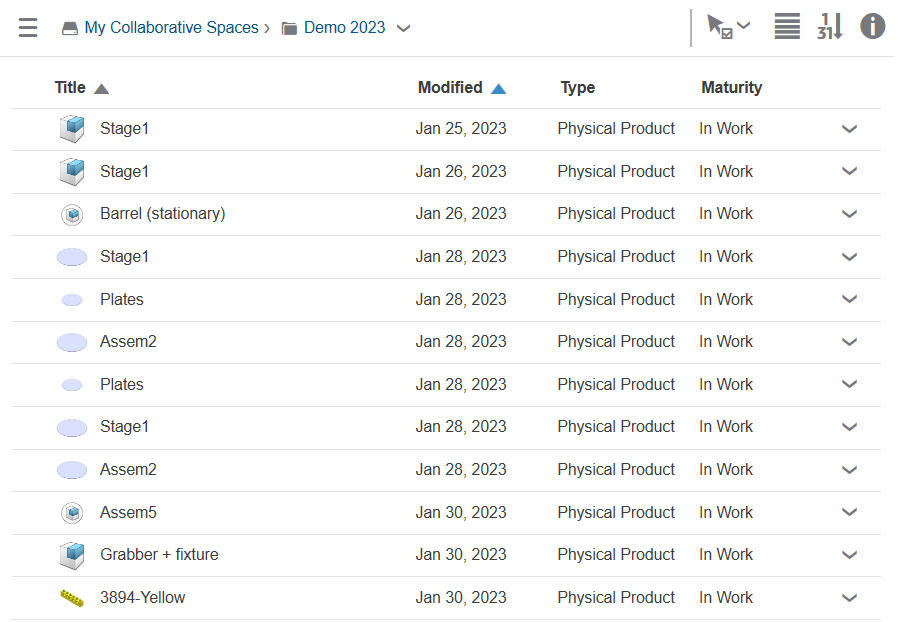 My Collaborative Spaces › Demo 2023
1
31
Title Modified Type Maturity
Stage1 Jan 25, 2023 Physical Product In Work
Stage1 Jan 26, 2023 Physical Product In Work
Barrel (stationary) Jan 26, 2023 Physical Product In Work
Stage1 Jan 28, 2023 Physical Product In Work
Plates Jan 28, 2023 Physical Product In Work
Assem2 Jan 28, 2023 Physical Product In Work
Plates Jan 28, 2023 Physical Product In Work
Stage1 Jan 28, 2023 Physical Product In Work
Assem2 Jan 28, 2023 Physical Product In Work
Assem5 Jan 30, 2023 Physical Product In Work
Grabber + fixture Jan 30, 2023 Physical Product In Work
3894-Yellow Jan 30, 2023 Physical Product In Work